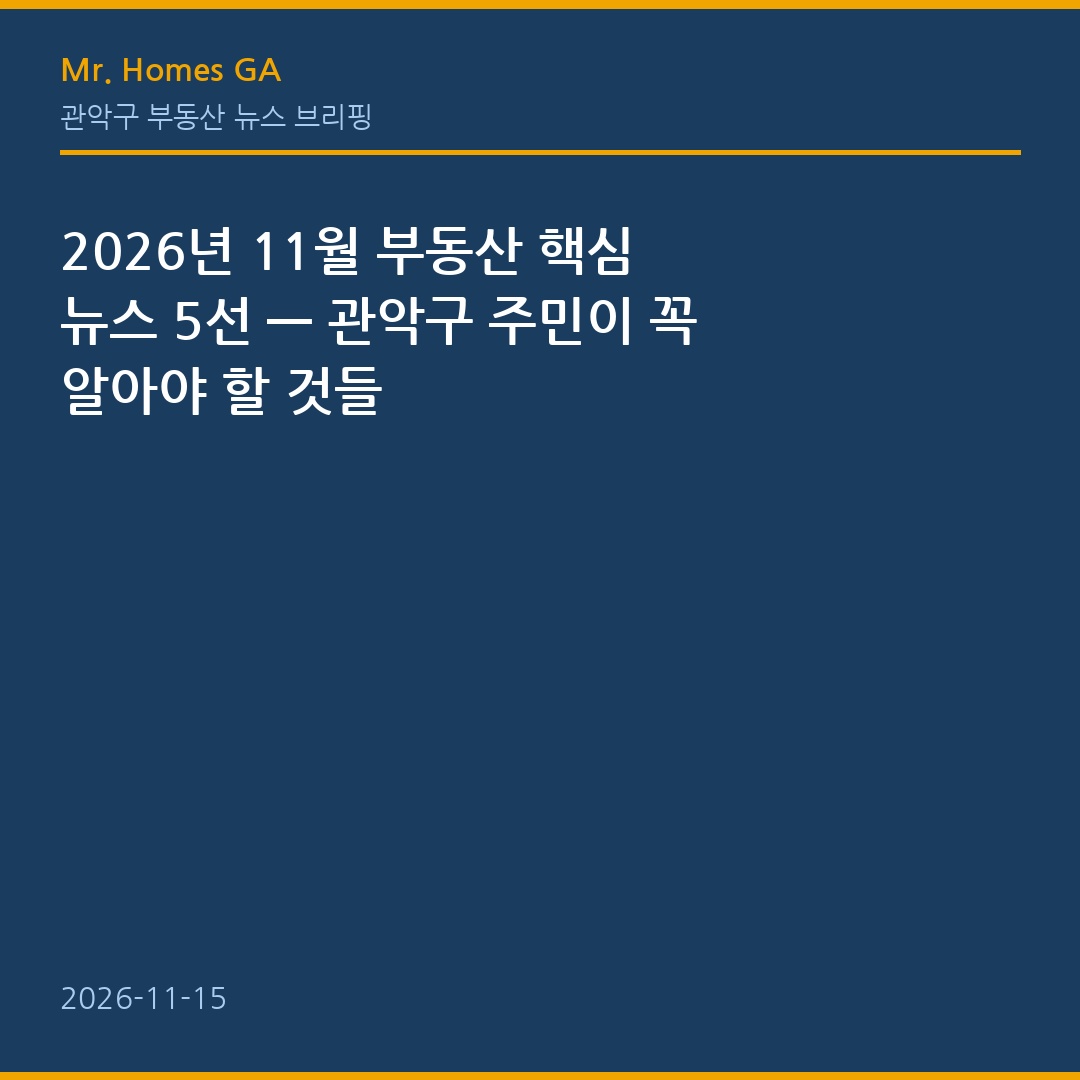 Mr. Homes GA
관악구 부동산 뉴스 브리핑
2026년 11월 부동산 핵심
뉴스 5선 — 관악구 주민이 꼭
알아야 할 것들
2026-11-15